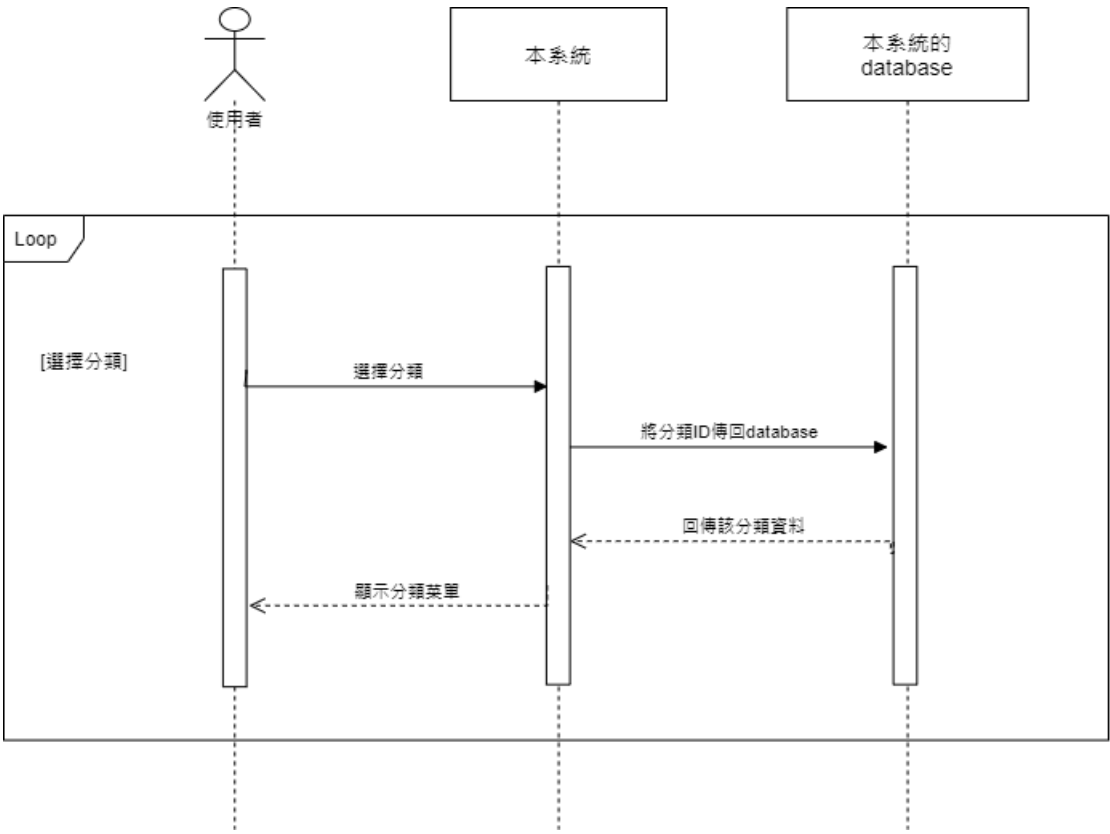 使用者
本系統
本系統的
database
Loop
[選擇分類]
選擇分類
將分類ID傳回database
回傳該分類資料
顯示分類菜單